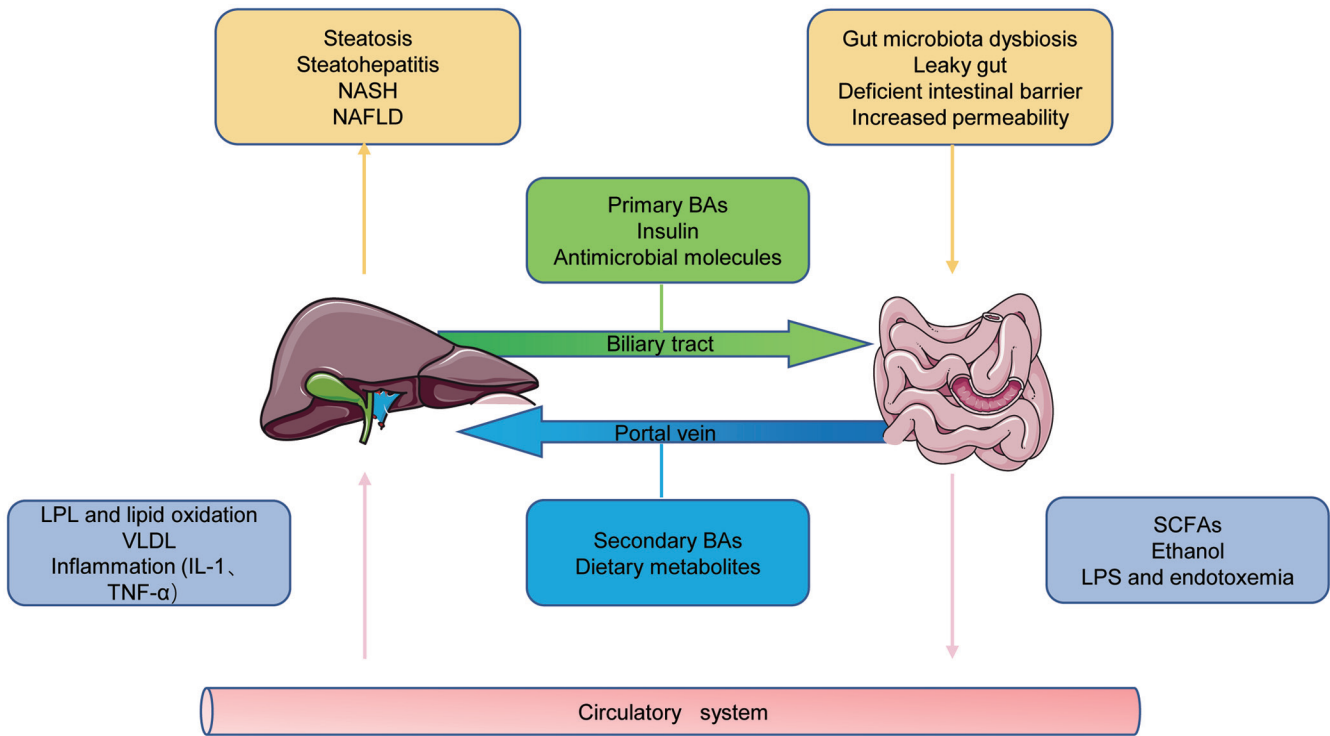 Steatosis
Steatohepatitis
NASH
NAFLD
Gut microbiota dysbiosis
Leaky gut
Deficient intestinal barrier
Increased permeability
Primary BAs
Insulin
Antimicrobial molecules
Biliary tract
Portal vein
LPL and lipid oxidation
VLDL
Inflammation (IL-1、
TNF-α）
Secondary BAs
Dietary metabolites
SCFAs
Ethanol
LPS and endotoxemia
Circulatory system